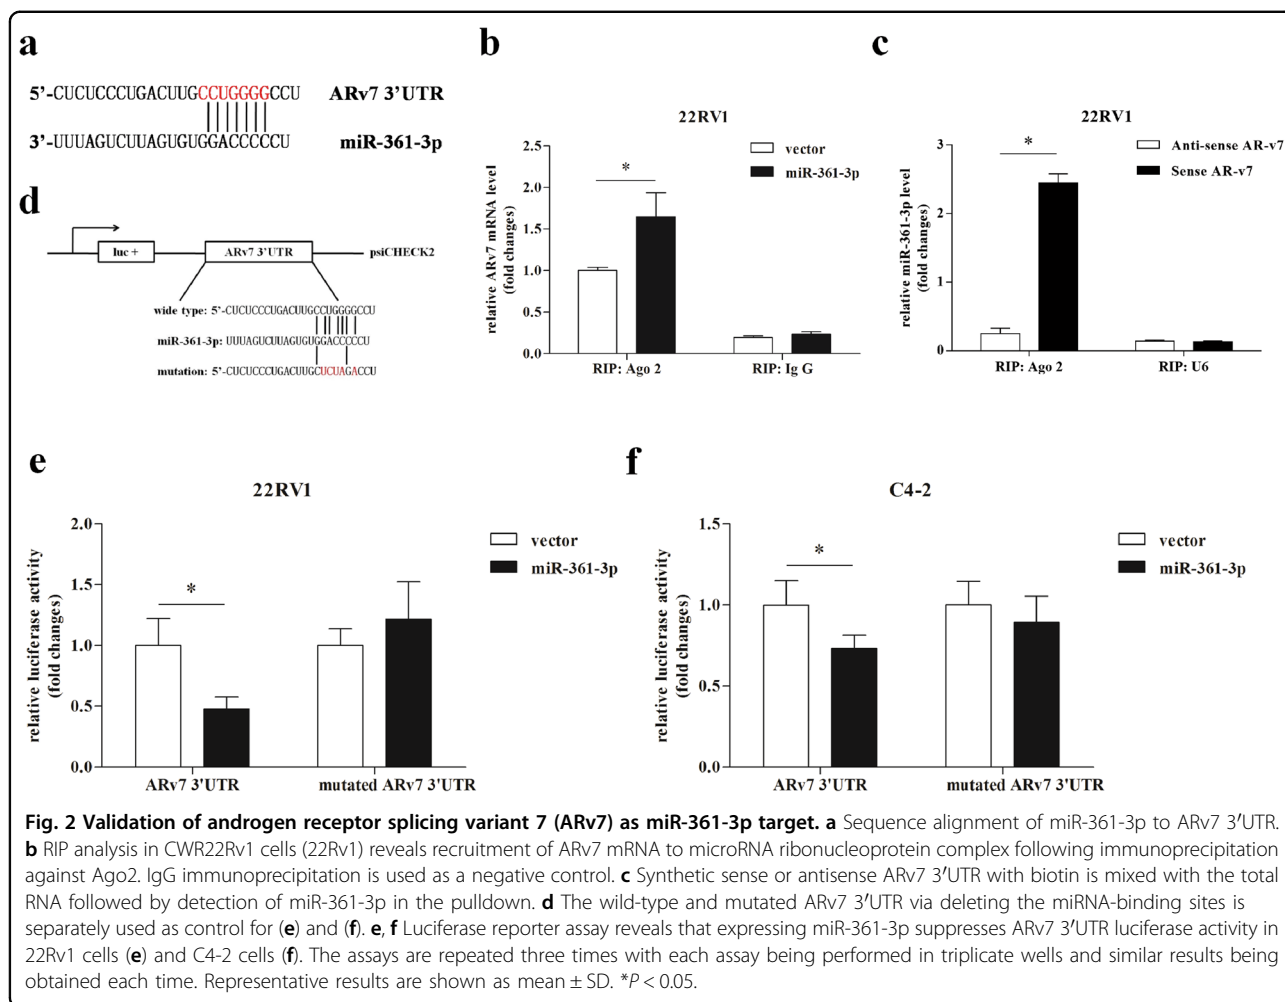 a
5’-CUCUCCCUGACUUGCCUGGGGCCU ARv7 3’UTR
3’-UUUAGUCUUAGUGUGGACCCCCU miR-361-3p
b
22RV1
vector
miR-361-3p
relative ARv7 mRNA level
(fold changes)
2.5
2.0
1.5
1.0
0.5
0.0
*
RIP: Ago 2 RIP: Ig G
c
22RV1
Anti-sense AR-v7
Sense AR-v7
relative miR-361-3p level
(fold changes)
3
2
1
0
*
RIP: Ago 2 RIP: U6
d
luc + ARv7 3’UTR psiCHECK2
wide type: 5’-CUCUCCCUGACUUGCCUGGGGCCU
miR-361-3p: UUUAGUCUUAGUGUGGACCCCCU
mutation: 5’-CUCUCCCUGACUUGCUCUAGACCU
e
22RV1
vector
miR-361-3p
relative luciferase activity
(fold changes)
2.0
1.5
1.0
0.5
0.0
*
ARv7 3'UTR mutated ARv7 3'UTR
f
C4-2
vector
miR-361-3p
relative luciferase activity
(fold changes)
1.5
1.0
0.5
0.0
*
ARv7 3'UTR mutated ARv7 3'UTR
Fig. 2 Validation of androgen receptor splicing variant 7 (ARv7) as miR-361-3p target. a Sequence alignment of miR-361-3p to ARv7 3′UTR.
b RIP analysis in CWR22Rv1 cells (22Rv1) reveals recruitment of ARv7 mRNA to microRNA ribonucleoprotein complex following immunoprecipitation
against Ago2. IgG immunoprecipitation is used as a negative control. c Synthetic sense or antisense ARv7 3′UTR with biotin is mixed with the total
RNA followed by detection of miR-361-3p in the pulldown. d The wild-type and mutated ARv7 3′UTR via deleting the miRNA-binding sites is
separately used as control for (e) and (f). e, f Luciferase reporter assay reveals that expressing miR-361-3p suppresses ARv7 3′UTR luciferase activity in
22Rv1 cells (e) and C4-2 cells (f). The assays are repeated three times with each assay being performed in triplicate wells and similar results being
obtained each time. Representative results are shown as mean ± SD. *P < 0.05.